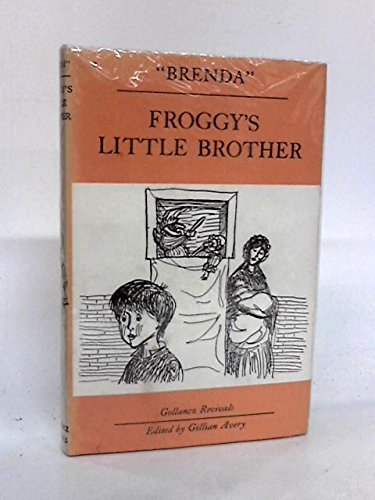 "BRENDA"
FROGGY'S
LITTLE BROTHER
Gollancz Revivals
Edited by Gillian Avery